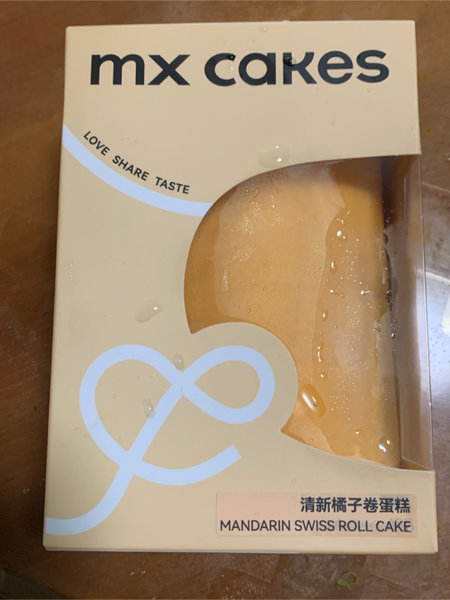 mx cakes
LOVE SHARE TASTE
清新橘子卷蛋糕
MANDARIN SWISS ROLL CAKE